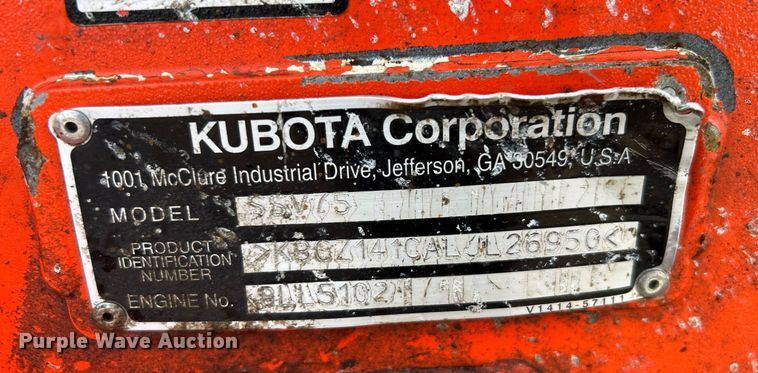 KUBOTA Corporation
1001 McClure Industrial Drive, Jefferson, GA 30549, U.S.A
MODEL SSV75
PRODUCT
IDENTIFICATION
NUMBER
ENGINE No.
V1414-57111
Purple Wave Auction